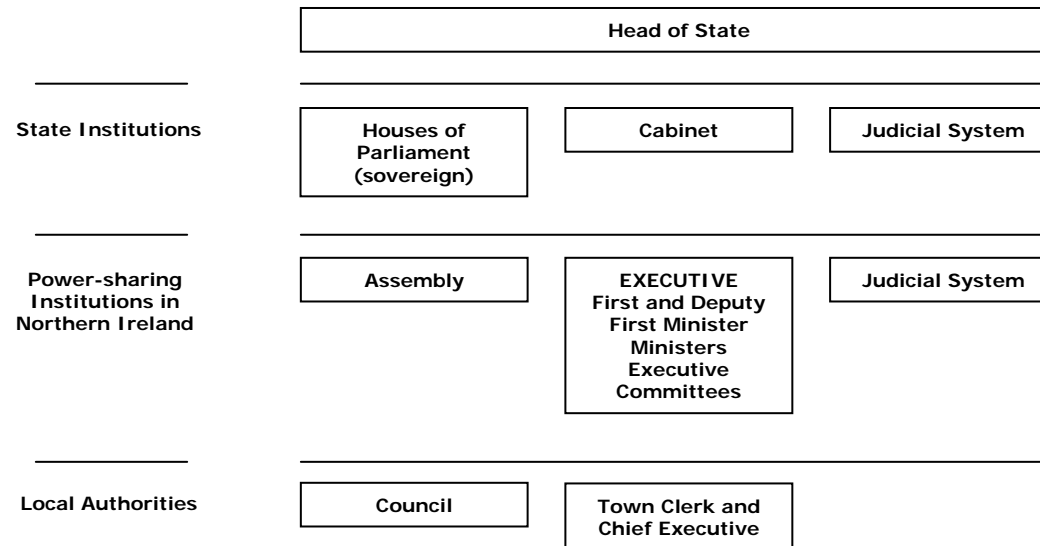 Head of State
State Institutions
Houses of
Parliament
(sovereign)
Cabinet
Judicial System
Power-sharing
Institutions in
Northern Ireland
Assembly
EXECUTIVE
First and Deputy
First Minister
Ministers
Executive
Committees
Judicial System
Local Authorities
Council
Town Clerk and
Chief Executive